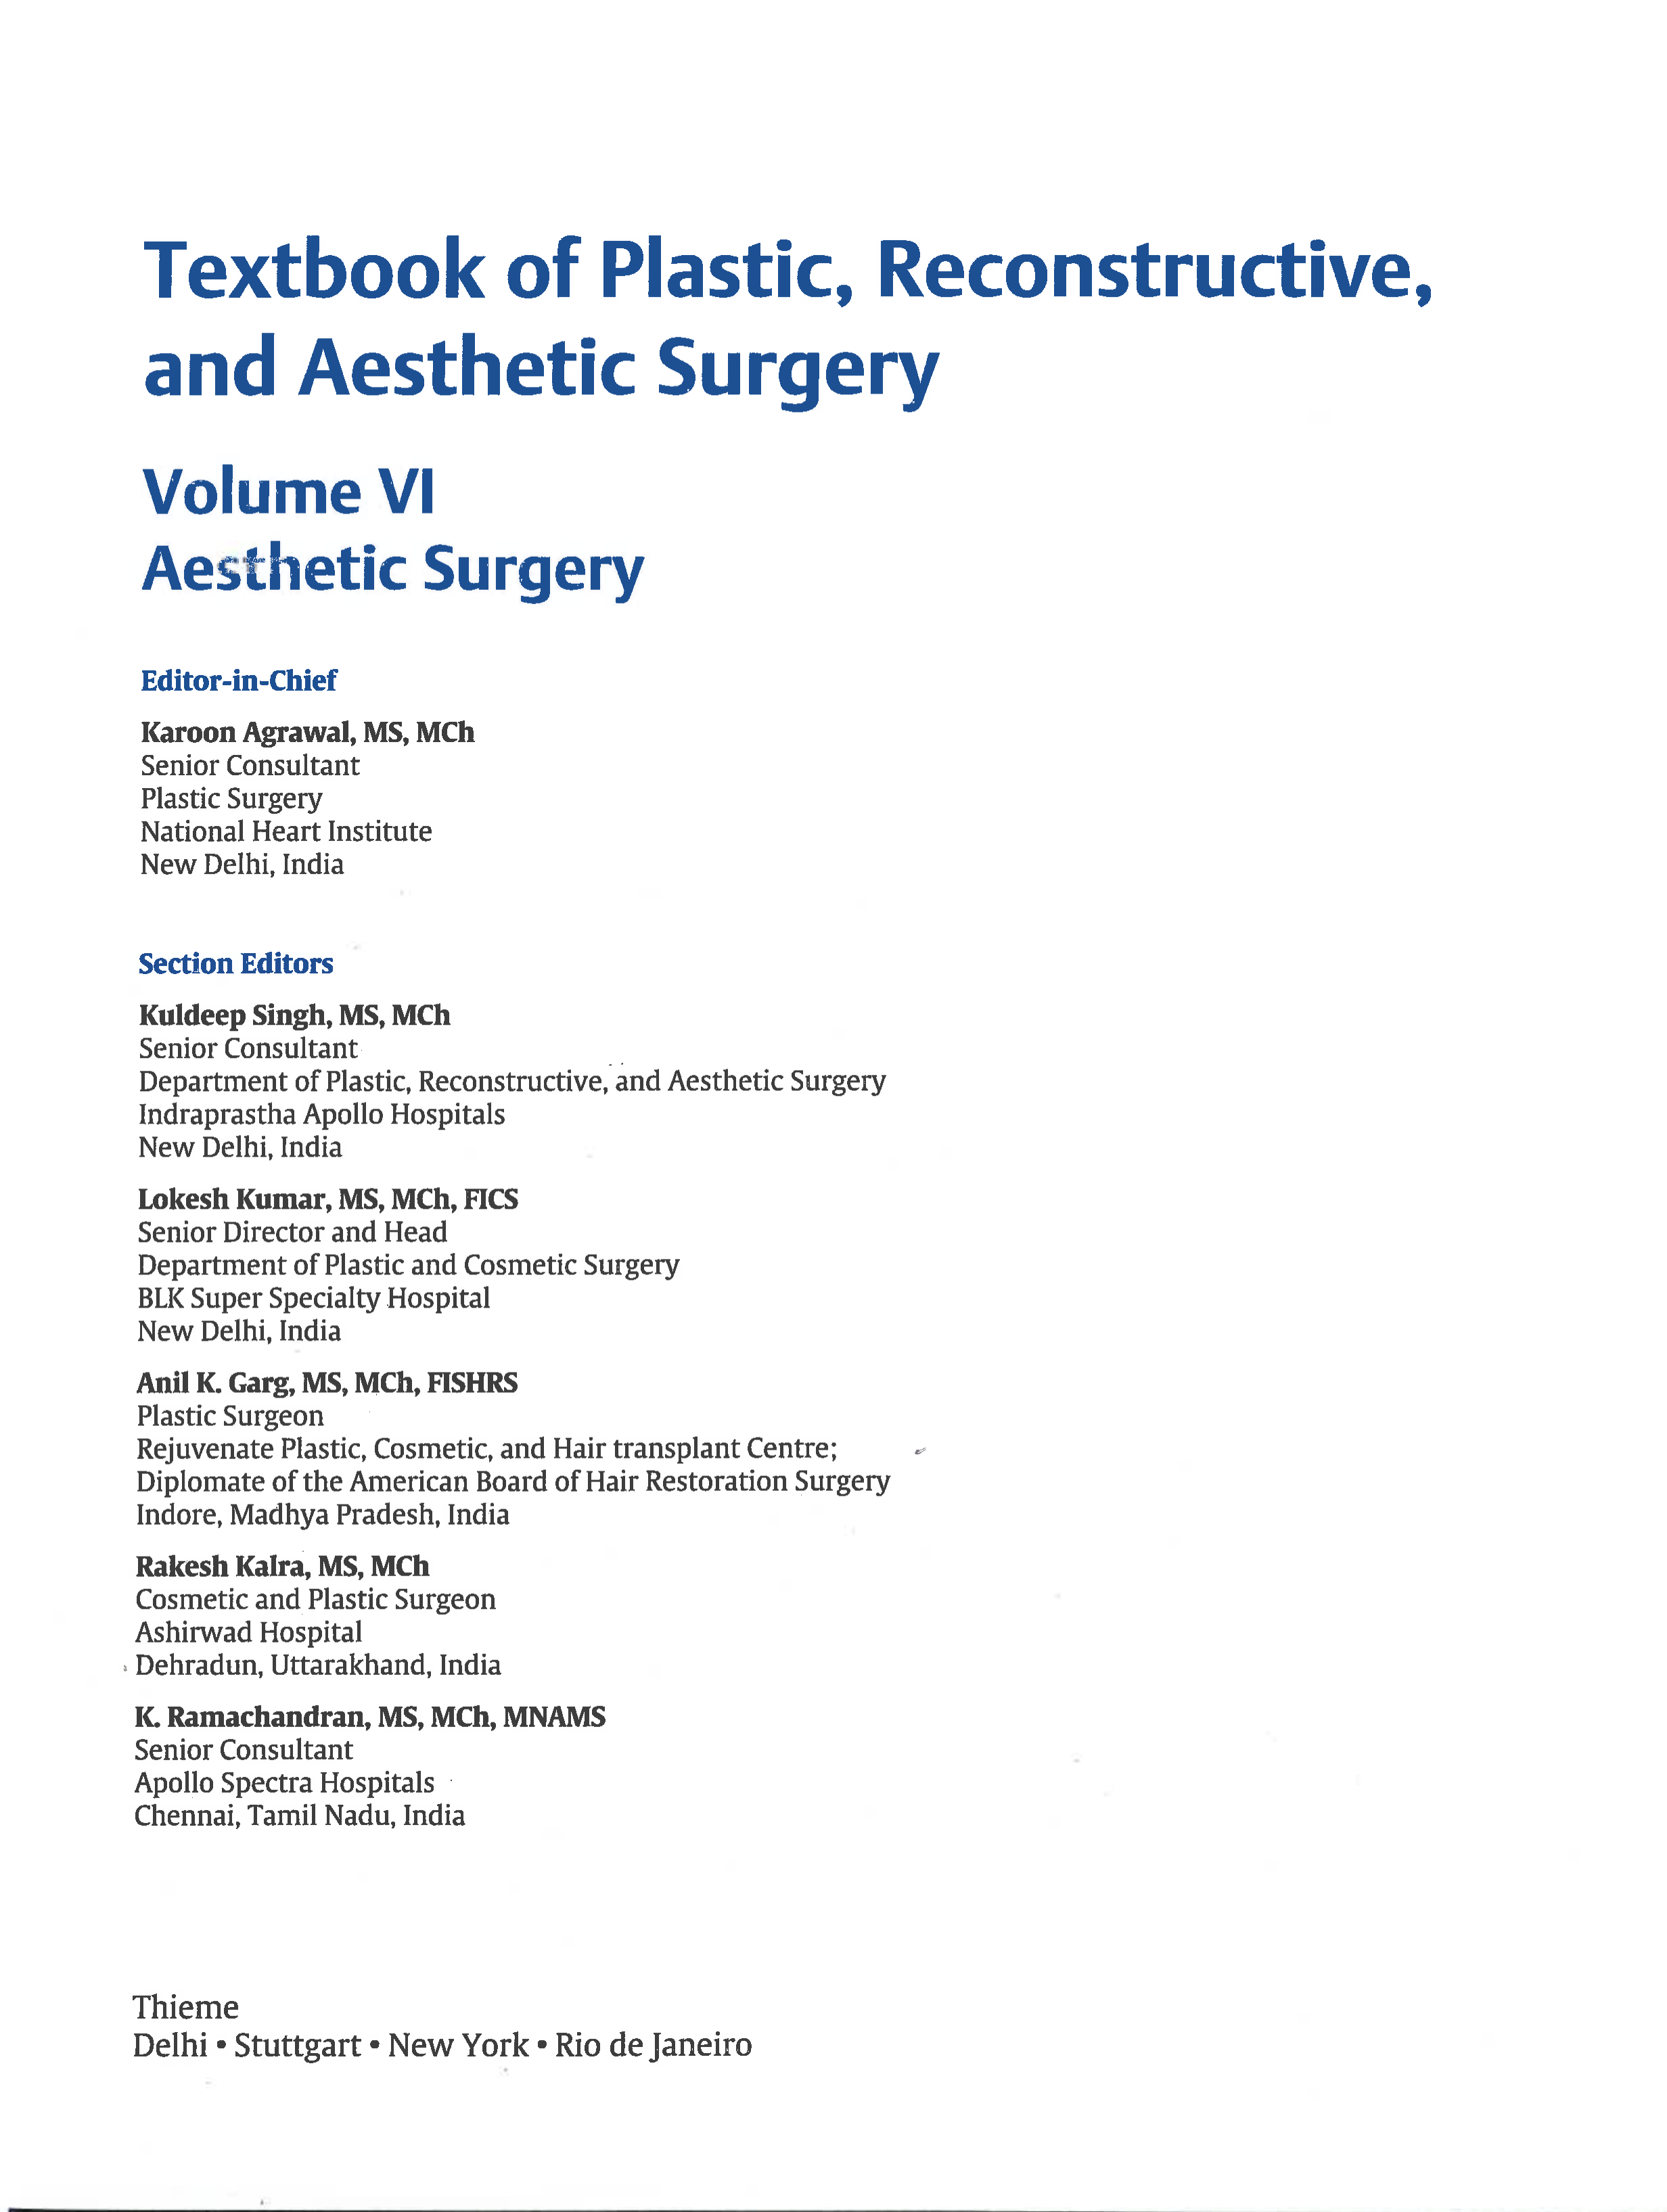 Textbook of Plastic, Reconstructive,
and Aesthetic Surgery
Volume VI
Aesthetic Surgery
Editor-in-Chief
Karoon Agrawal, MS, MCh
Senior Consultant
Plastic Surgery
National Heart Institute
New Delhi, India
Section Editors
Kuldeep Singh, MS, MCh
Senior Consultant
Department of Plastic, Reconstructive, and Aesthetic Surgery
Indraprastha Apollo Hospitals
New Delhi, India
Lokesh Kumar, MS, MCh, FICS
Senior Director and Head
Department of Plastic and Cosmetic Surgery
BLK Super Specialty Hospital
New Delhi, India
Anil K. Garg, MS, MCh, FISHRS
Plastic Surgeon
Rejuvenate Plastic, Cosmetic, and Hair transplant Centre;
Diplomate of the American Board of Hair Restoration Surgery
Indore, Madhya Pradesh, India
Rakesh Kalra, MS, MCh
Cosmetic and Plastic Surgeon
Ashirwad Hospital
Dehradun, Uttarakhand, India
K. Ramachandran, MS, MCh, MNAMS
Senior Consultant
Apollo Spectra Hospitals
Chennai, Tamil Nadu, India
Thieme
Delhi • Stuttgart • New York • Rio de Janeiro